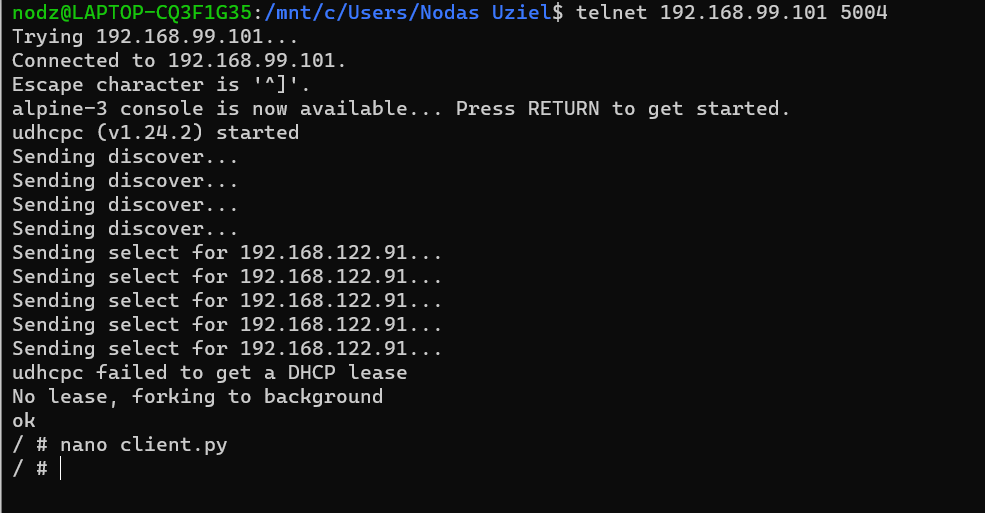 nodz@LAPTOP-CQ3F1G35:/mnt/c/Users/Nodas Uziel$ telnet 192.168.99.101 5004
Trying 192.168.99.101...
Connected to 192.168.99.101.
Escape character is '^]'.
alpine-3 console is now available... Press RETURN to get started.
udhcpc (v1.24.2) started
Sending discover...
Sending discover...
Sending discover...
Sending discover...
Sending select for 192.168.122.91...
Sending select for 192.168.122.91...
Sending select for 192.168.122.91...
Sending select for 192.168.122.91...
Sending select for 192.168.122.91...
udhcpc failed to get a DHCP lease
No lease, forking to background
ok
/ # nano client.py
/ #